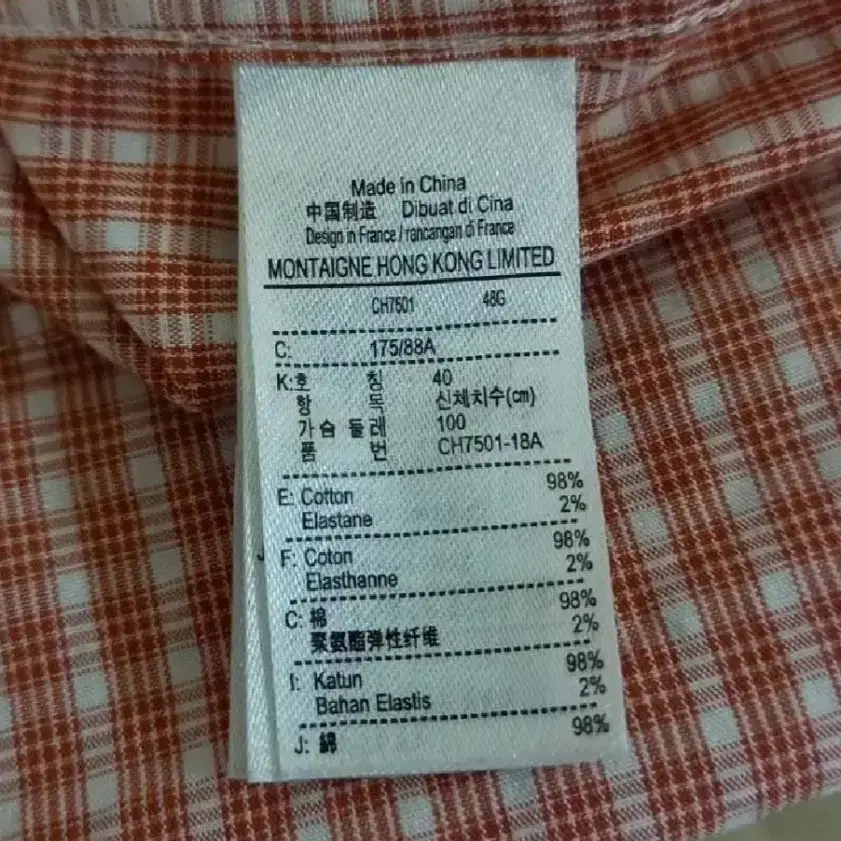 Made in China
中国制造 Dibuat di Cina
Design in France / rancangan di France
MONTAIGNE HONG KONG LIMITED
CH7501 48G
C: 175/88A
K:호 칭 40
항 목 신체치수(cm)
가슴 둘레 100
품 번 CH7501-18A
E: Cotton 98%
Elastane 2%
F: Coton 98%
Elasthanne 2%
C: 棉 98%
聚氨酯弹性纤维 2%
I: Katun 98%
Bahan Elastis 2%
J: 綿 98%